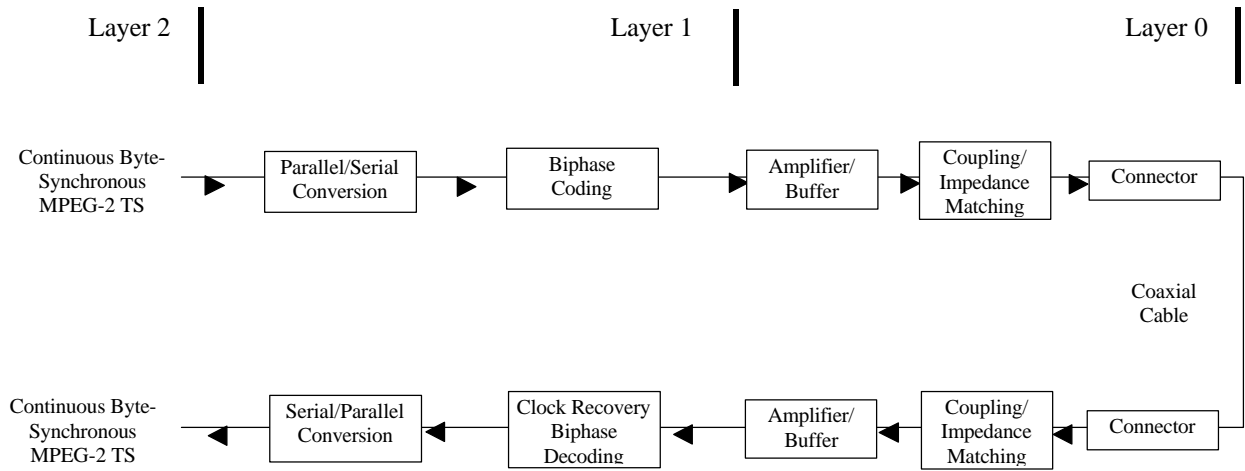 Layer 2
Layer 1
Layer 0
Continuous Byte-
Synchronous
MPEG-2 TS
Parallel/Serial
Conversion
Biphase
Coding
Amplifier/
Buffer
Coupling/
Impedance
Matching
Connector
Coaxial
Cable
Continuous Byte-
Synchronous
MPEG-2 TS
Serial/Parallel
Conversion
Clock Recovery
Biphase
Decoding
Amplifier/
Buffer
Coupling/
Impedance
Matching
Connector